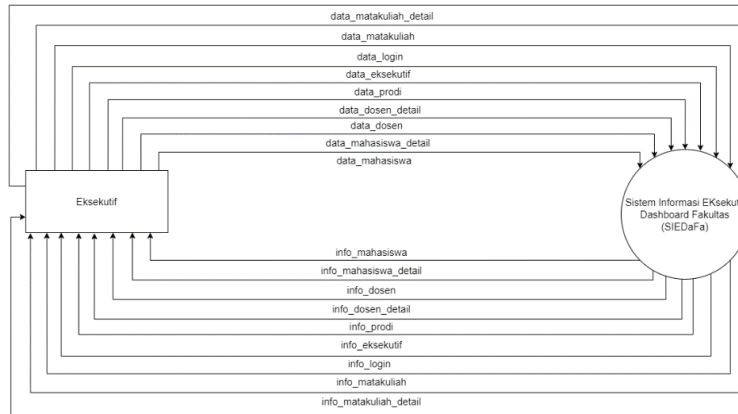 data_matakuliah_detail
data_matakuliah
data_login
data_eksekutif
data_prodi
data_dosen_detail
data_dosen
data_mahasiswa_detail
data_mahasiswa
Eksekutif
Sistem Informasi EKsekut
Dashboard Fakultas
(SIEDaFa)
info_mahasiswa
info_mahasiswa_detail
info_dosen
info_dosen_detail
info_prodi
info_eksekutif
info_login
info_matakuliah
info_matakuliah_detail